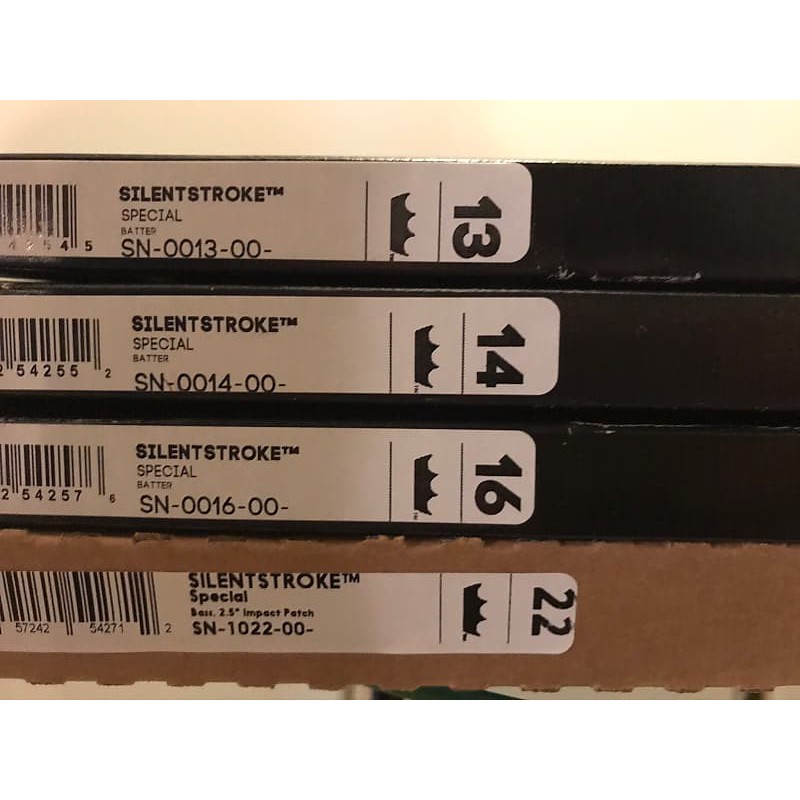 SILENTSTROKE™
SPECIAL
BATTER
SN-0013-00-
13
5
SILENTSTROKE™
SPECIAL
BATTER
SN-0014-00-
14
54255 2
SILENTSTROKE™
SPECIAL
BATTER
SN-0016-00-
16
2 54257 6
SILENTSTROKE™
Special
Bass, 2.5" Impact Patch
SN-1022-00-
22
57242 54271 2